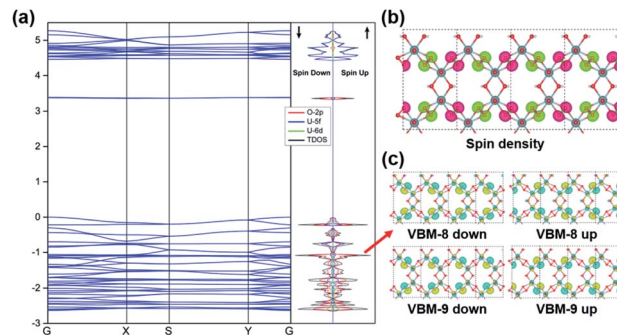 (a)
5
4
3
2
1
0
-1
-2
-3
G X S Y G
Spin Down Spin Up
O-2p
U-5f
U-6d
TDOS
(b)
Spin density
(c)
VBM-8 down VBM-8 up
VBM-9 down VBM-9 up